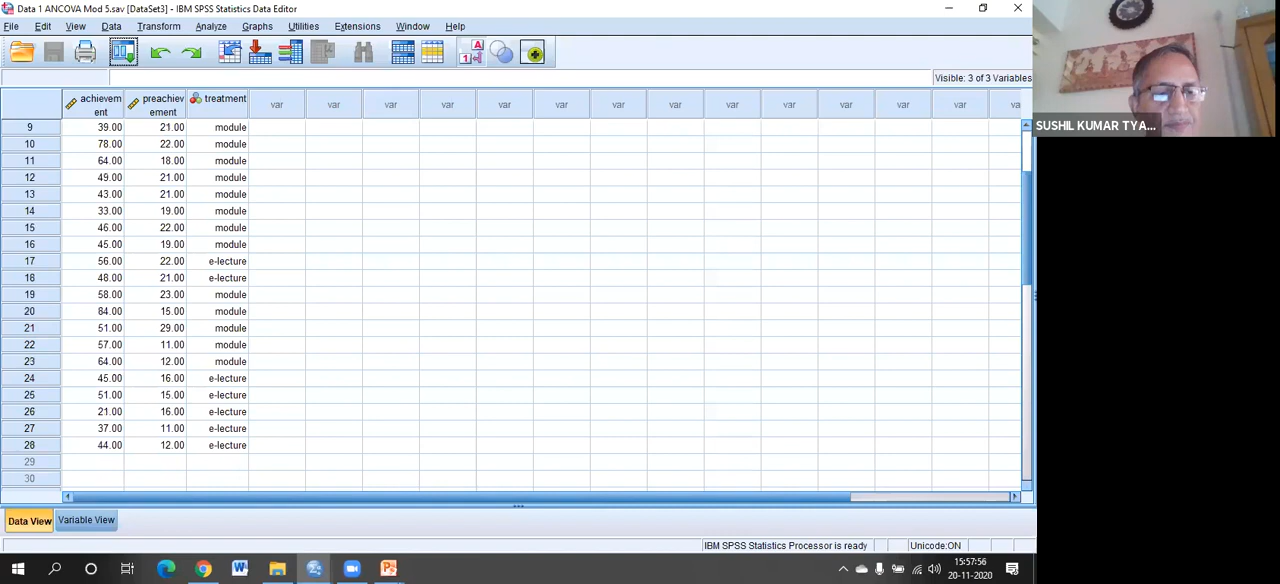 Data 1 ANCOVA Mod 5.sav [DataSet3] - IBM SPSS Statistics Data Editor
File Edit View Data Transform Analyze Graphs Utilities Extensions Window Help
Visible: 3 of 3 Variables
achievem
ent
preachiev
ement
treatment
var var var var var var var var var var var var var va
9 39.00 21.00 module
10 78.00 22.00 module
11 64.00 18.00 module
12 49.00 21.00 module
13 43.00 21.00 module
14 33.00 19.00 module
15 46.00 22.00 module
16 45.00 19.00 module
17 56.00 22.00 e-lecture
18 48.00 21.00 e-lecture
19 58.00 23.00 module
20 84.00 15.00 module
21 51.00 29.00 module
22 57.00 11.00 module
23 64.00 12.00 module
24 45.00 16.00 e-lecture
25 51.00 15.00 e-lecture
26 21.00 16.00 e-lecture
27 37.00 11.00 e-lecture
28 44.00 12.00 e-lecture
29
30
Data View Variable View
IBM SPSS Statistics Processor is ready Unicode:ON
15:57:56
20-11-2020
SUSHIL KUMAR TYA...